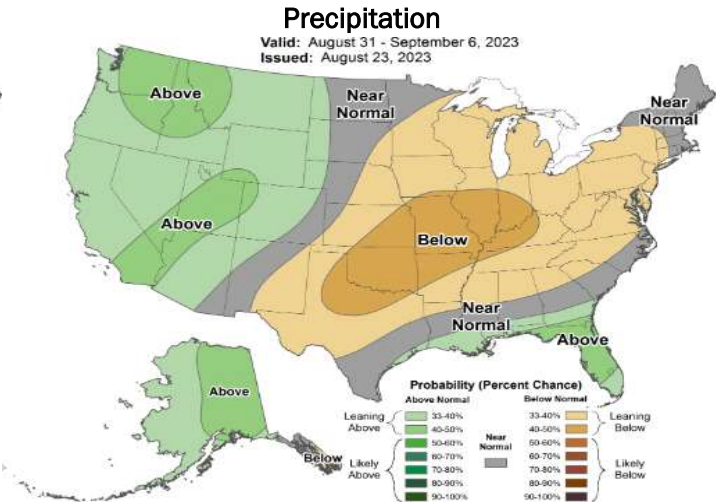 Precipitation
Valid: August 31 - September 6, 2023
Issued: August 23, 2023
Above
Near
Normal
Near
Normal
Above
Below
Near
Normal
Above
Above
Below
Probability (Percent Chance)
Above Normal
Below Normal
Leaning
Above
33-40%
40-50%
Likely
Above
50-60%
60-70%
70-80%
80-90%
90-100%
Near
Normal
33-40%
40-50%
Leaning
Below
50-60%
60-70%
70-80%
80-90%
90-100%
Likely
Below